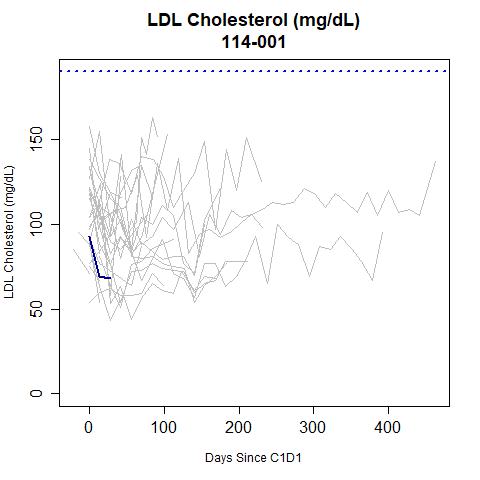 LDL Cholesterol (mg/dL)
114-001
LDL Cholesterol (mg/dL)
150
100
50
0
0 100 200 300 400
Days Since C1D1